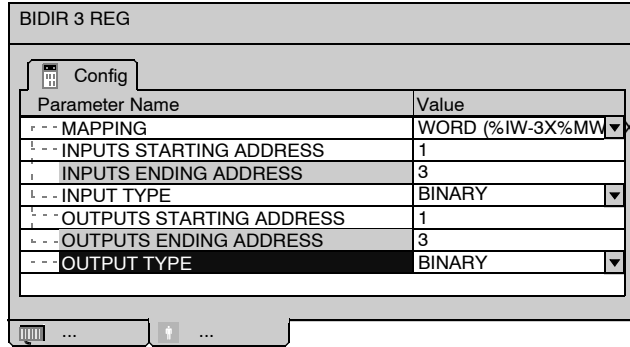 BIDIR 3 REG
Config
Parameter Name Value
MAPPING WORD (%IW-3X%MW
INPUTS STARTING ADDRESS 1
INPUTS ENDING ADDRESS 3
INPUT TYPE BINARY
OUTPUTS STARTING ADDRESS 1
OUTPUTS ENDING ADDRESS 3
OUTPUT TYPE BINARY
... ...